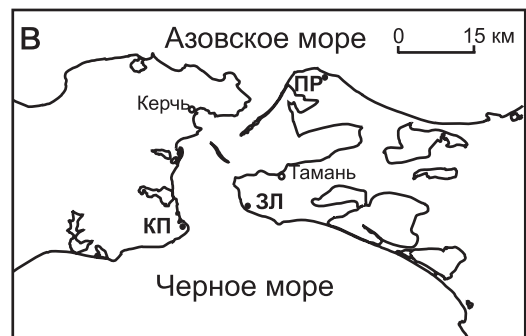 В
Азовское море
0 15 км
ПР
Керчь
Тамань
ЗЛ
КП
Черное море